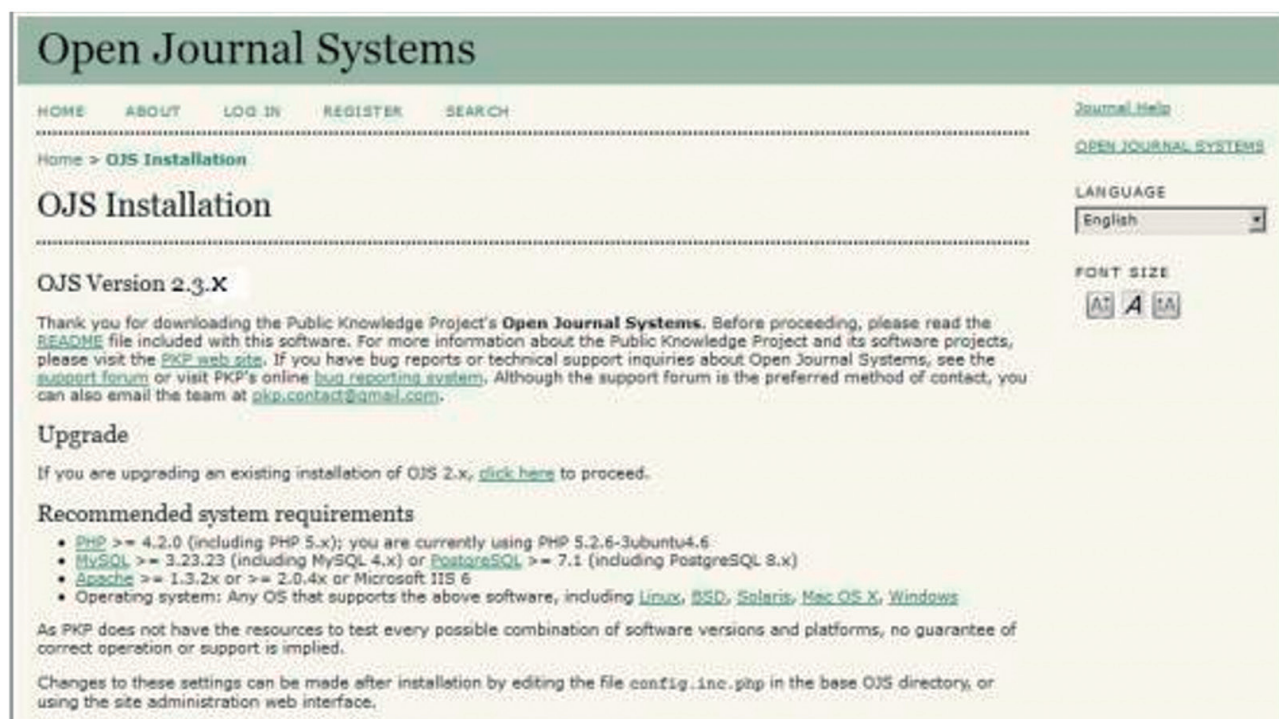 Open Journal Systems
HOME ABOUT LOG IN REGISTER SEARCH
Home > OJS Installation
OJS Installation
OJS Version 2.3.x
Thank you for downloading the Public Knowledge Project's Open Journal Systems. Before proceeding, please read the
README file included with this software. For more information about the Public Knowledge Project and its software projects,
please visit the PKP web site. If you have bug reports or technical support inquiries about Open Journal Systems, see the
support forum or visit PKP's online bug reporting system. Although the support forum is the preferred method of contact, you
can also email the team at pkp.contact@gmail.com.
Upgrade
If you are upgrading an existing installation of OJS 2.x, click here to proceed.
Recommended system requirements
• PHP >= 4.2.0 (including PHP 5.x); you are currently using PHP 5.2.6-3ubuntu4.6
• MySQL >= 3.23.23 (including MySQL 4.x) or PostgreSQL >= 7.1 (including PostgreSQL 8.x)
• Apache >= 1.3.2x or >= 2.0.4x or Microsoft IIS 6
• Operating system: Any OS that supports the above software, including Linux, BSD, Solaris, Mac OS X, Windows
As PKP does not have the resources to test every possible combination of software versions and platforms, no guarantee of
correct operation or support is implied.
Changes to these settings can be made after installation by editing the file config.inc.php in the base OJS directory, or
using the site administration web interface.
Journal Help
OPEN JOURNAL SYSTEMS
LANGUAGE
English
FONT SIZE
A A A